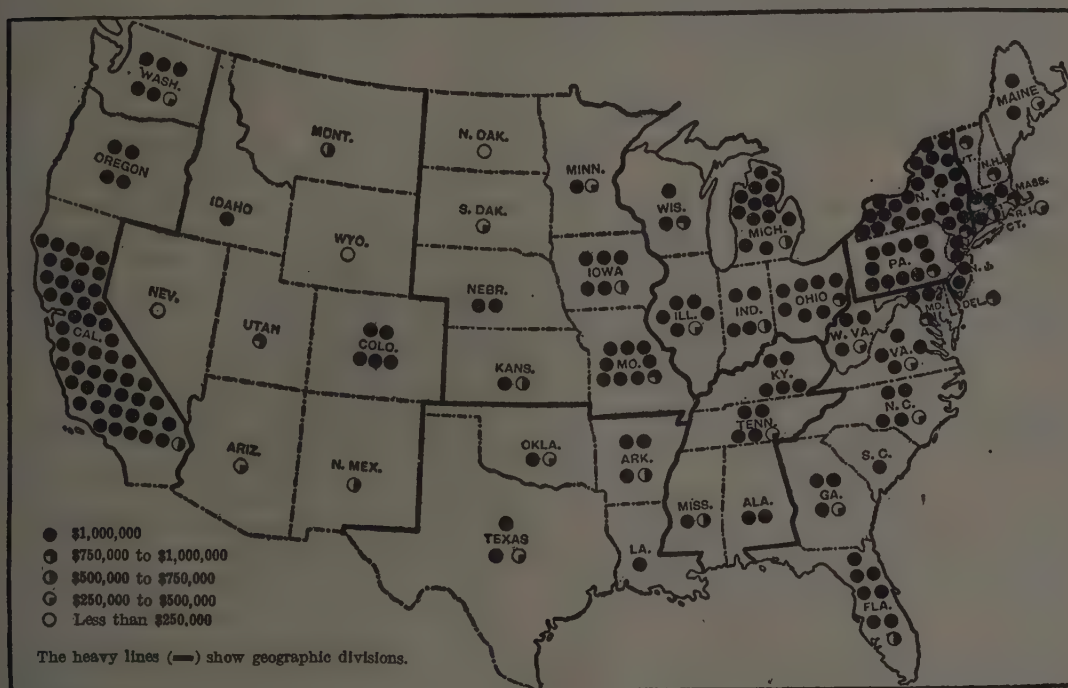 WASH.
OREGON
MONT.
IDAHO
WYO.
NEV.
UTAH
COLO.
CAL.
ARIZ.
N. MEX.
N. DAK.
S. DAK.
NEBR.
KANS.
OKLA.
TEXAS
MINN.
IOWA
MO.
ARK.
LA.
WIS.
MICH.
ILL.
IND.
OHIO
KY.
TENN.
MISS.
ALA.
GA.
FLA.
S. C.
N. C.
VA.
W. VA.
MD.
DEL.
PA.
N. J.
N. Y.
CT.
R. I.
MASS.
VT.
N. H.
MAINE
$1,000,000
$750,000 to $1,000,000
$500,000 to $750,000
$250,000 to $500,000
Less than $250,000
The heavy lines (━) show geographic divisions.